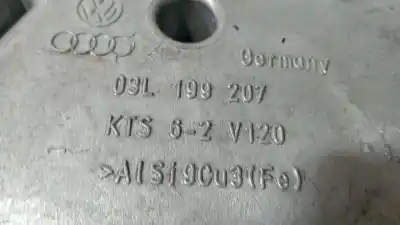 Germany
03L 199 207
KTS 6-2 V120
>AlSi9Cu3(Fe)